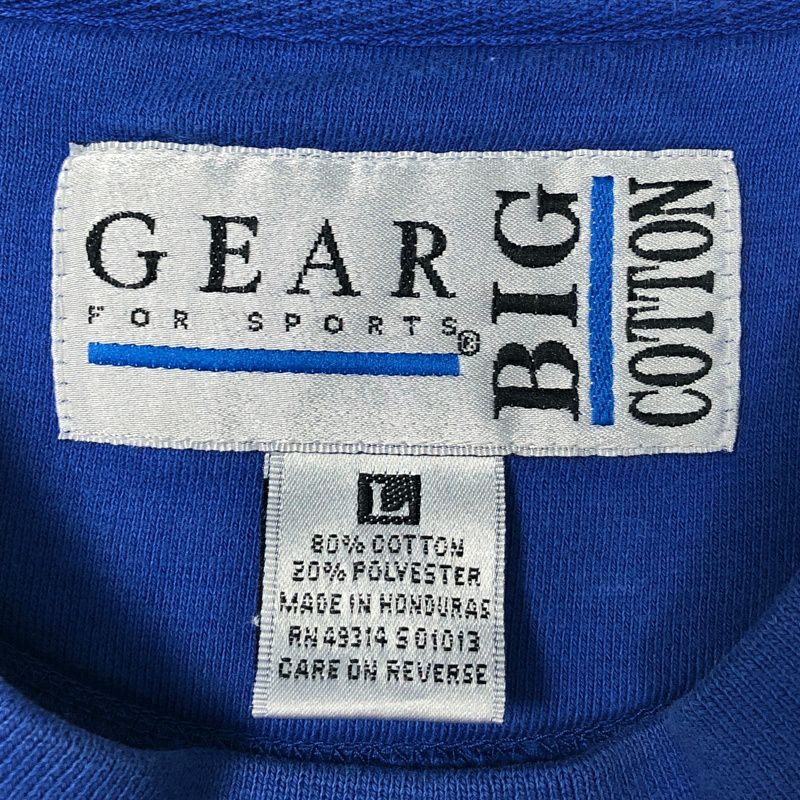 GEAR
FOR SPORTS®
BIG
COTTON
L
80% COTTON
20% POLYESTER
MADE IN HONDURAS
RN 49314 S 01013
CARE ON REVERSE